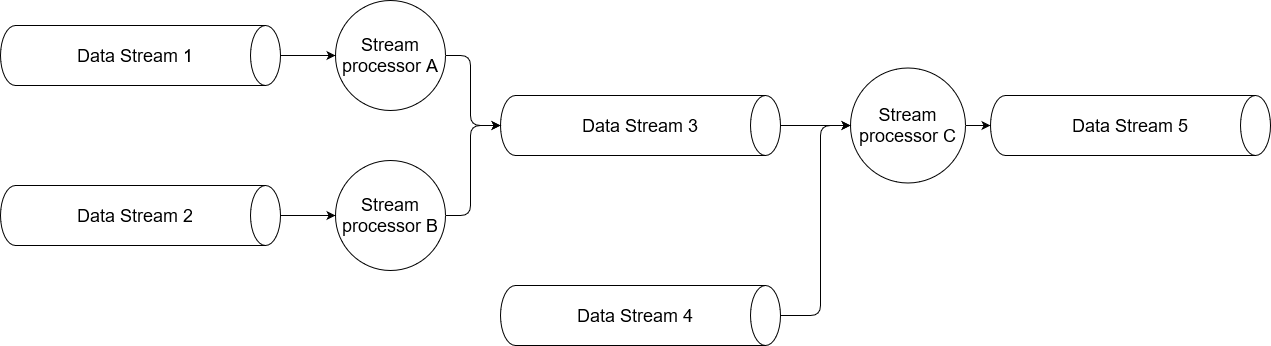 Data Stream 1
Stream
processor A
Data Stream 2
Stream
processor B
Data Stream 3
Data Stream 4
Stream
processor C
Data Stream 5